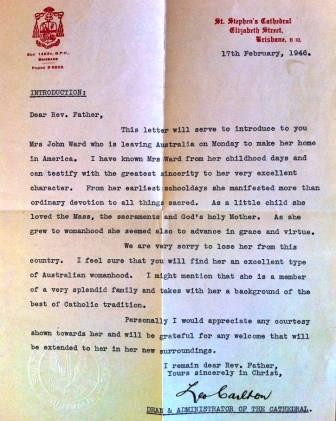 St. Stephen's Cathedral
Elizabeth Street,
Brisbane,
17th February, 1946.
INTRODUCTION:
Dear Rev. Father,
This letter will serve to introduce to you
Mrs John Ward who is leaving Australia on Monday to make her home
in America. I have known Mrs Ward from her childhood days and
can testify with the greatest sincerity to her very excellent
character. From her earliest schooldays she manifested more than
ordinary devotion to all things sacred. As a little child she
loved the Mass, the sacraments and God's holy Mother. As she
grew to womanhood she seemed also to advance in grace and virtue.
We are very sorry to lose her from this
country. I feel sure that you will find her an excellent type
of Australian womanhood. I might mention that she is a member
of a very splendid family and takes with her a background of the
best of Catholic tradition.
Personally I would appreciate any courtesy
shown towards her and will be grateful for any welcome that will
be extended to her in her new surroundings.
I remain dear Rev. Father,
Yours sincerely in Christ,
Leo Carlton
DEAN & ADMINISTRATOR OF THE CATHEDRAL.